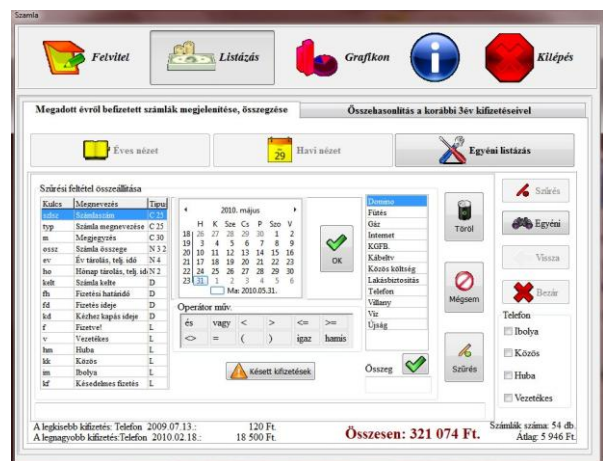 Szamla
Felvitel
Listázás
Grafikon
Kilépés
Megadott évről befizetett számlák megjelenítése, összegzése
Összehasonlítás a korábbi 3év kifizetéseivel
Éves nézet
29
Havi nézet
Egyéni listázás
Szűrési feltétel összeállítása
Kulcs Megnevezés Típu
szlsz Számlaszám C 25
typ Számla megnevezése C 25
m Megjegyzés C 30
ossz Számla összege N 3 2
ev Év tárolás, telj. idő N 4
ho Hónap tárolás, telj. idő N 2
kelt Számla kelte D
fh Fizetési határidő D
fd Fizetés ideje D
kd Kézhez kapás ideje D
f Fizetve! L
v Vezetékes L
hm Huba L
kk Közös L
im Ibolya L
kf Késedelmes fizetés L
2010. május
H K Sze Cs P Szo V
18 26 27 28 29 30 1 2
19 3 4 5 6 7 8 9
20 10 11 12 13 14 15 16
21 17 18 19 20 21 22 23
22 24 25 26 27 28 29 30
23 31 1 2 3 4 5 6
Ma: 2010.05.31.
OK
Operátor műv.
és vagy < > <= >=
<> = ( ) igaz hamis
Késett kifizetések
Domino
Fűtés
Gáz
Internet
KGFB.
Kábeltv
Közös költség
Lakásbiztosítás
Telefon
Villany
Víz
Újság
Összeg
Töröl
Mégsem
Szűrés
Szűrés
Egyéni
Vissza
Bezár
Telefon
Ibolya
Közös
Huba
Vezetékes
A legkisebb kifizetés: Telefon 2009.07.13.: 120 Ft.
A legnagyobb kifizetés:Telefon 2010.02.18.: 18 500 Ft.
Összesen: 321 074 Ft.
Számlák száma: 54 db.
Átlag: 5 946 Ft.